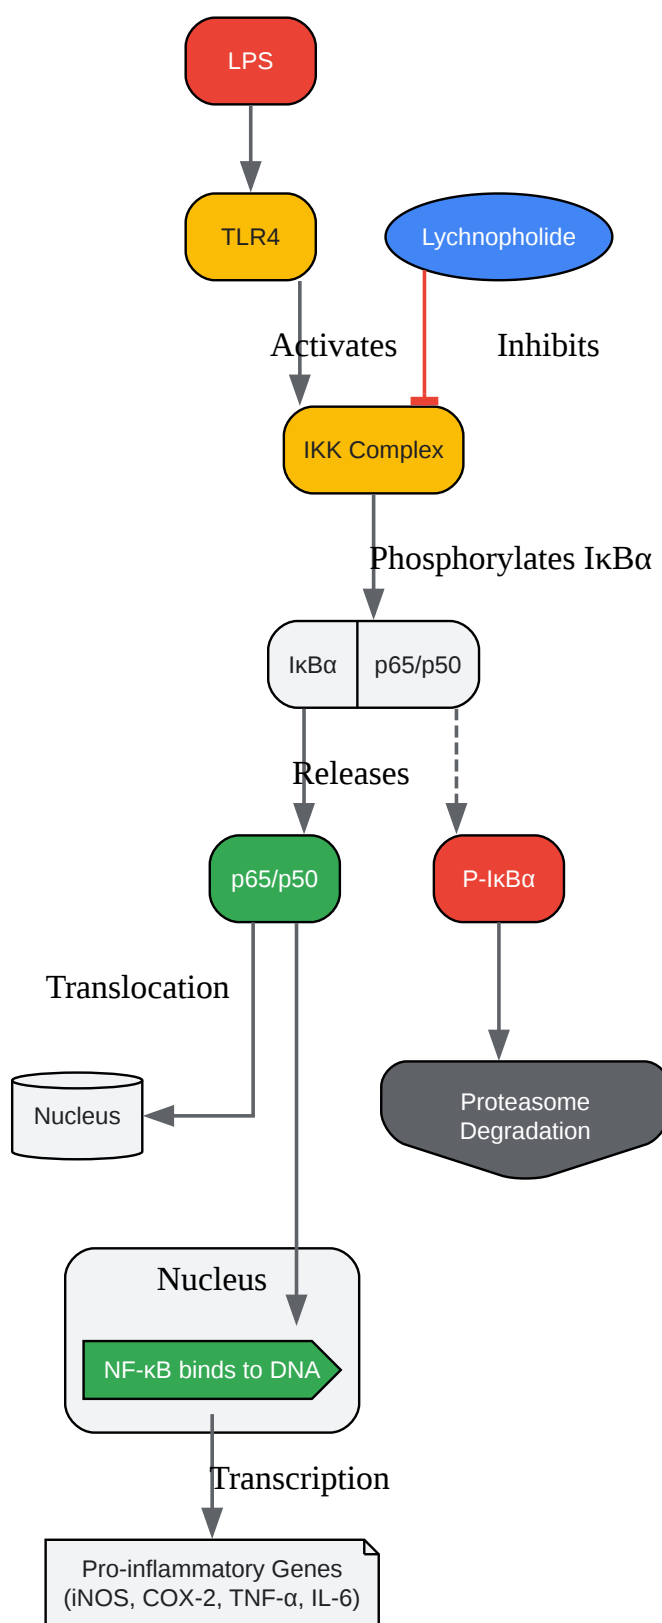 LPS
TLR4
Lychnopholide
Activates
Inhibits
IKK Complex
Phosphorylates IκBα
IκBα
p65/p50
Releases
p65/p50
P-IκBα
Translocation
Nucleus
Proteasome
Degradation
Nucleus
NF-κB binds to DNA
Transcription
Pro-inflammatory Genes
(iNOS, COX-2, TNF-α, IL-6)